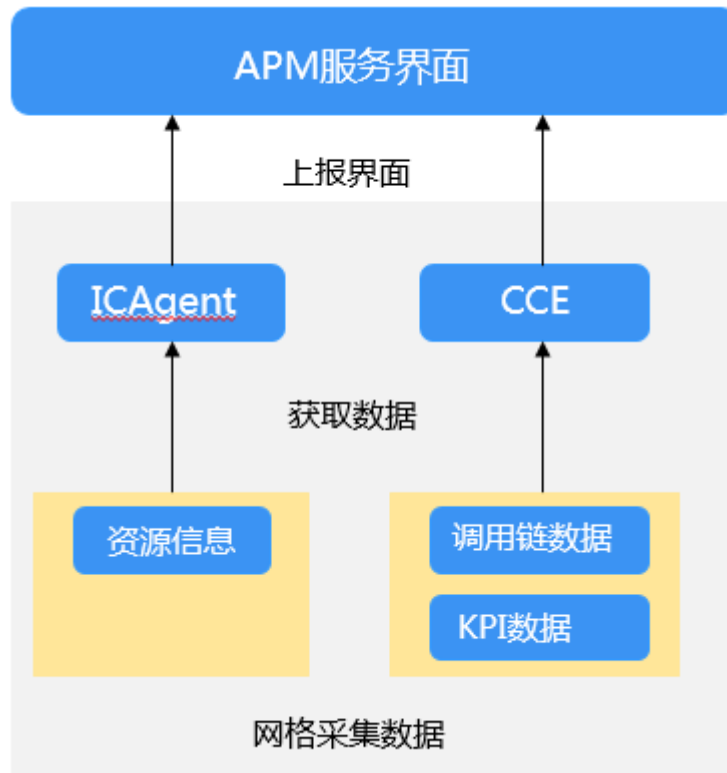 APM服务界面
上报界面
ICAgent
CCE
获取数据
资源信息
调用链数据
KPI数据
网格采集数据